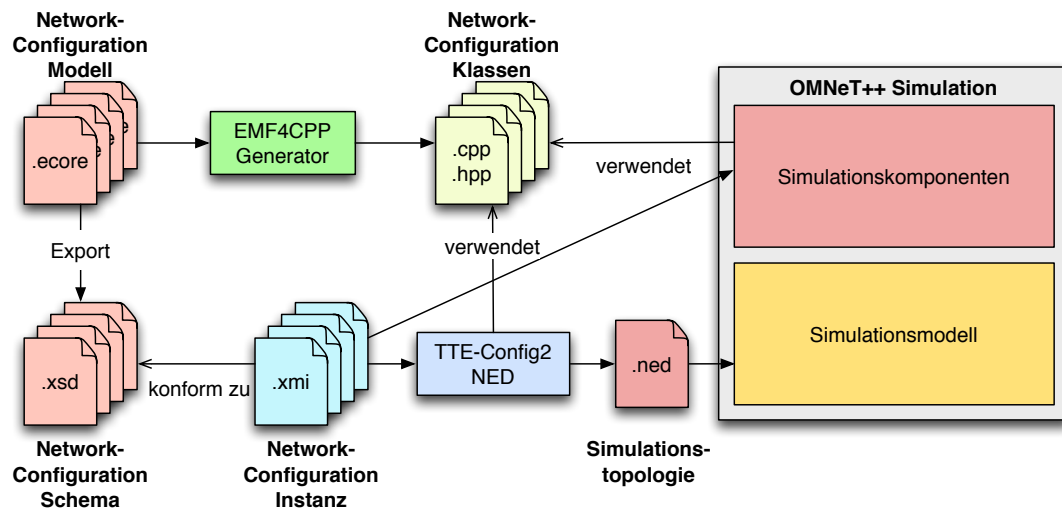 Network-
Configuration
Modell
.ecore
e
e
e
EMF4CPP
Generator
Network-
Configuration
Klassen
.cpp
.hpp
OMNeT++ Simulation
Simulationskomponenten
verwendet
Export
verwendet
Simulationsmodell
.xsd
konform zu
.xmi
TTE-Config2
NED
.ned
Network-
Configuration
Schema
Network-
Configuration
Instanz
Simulations-
topologie